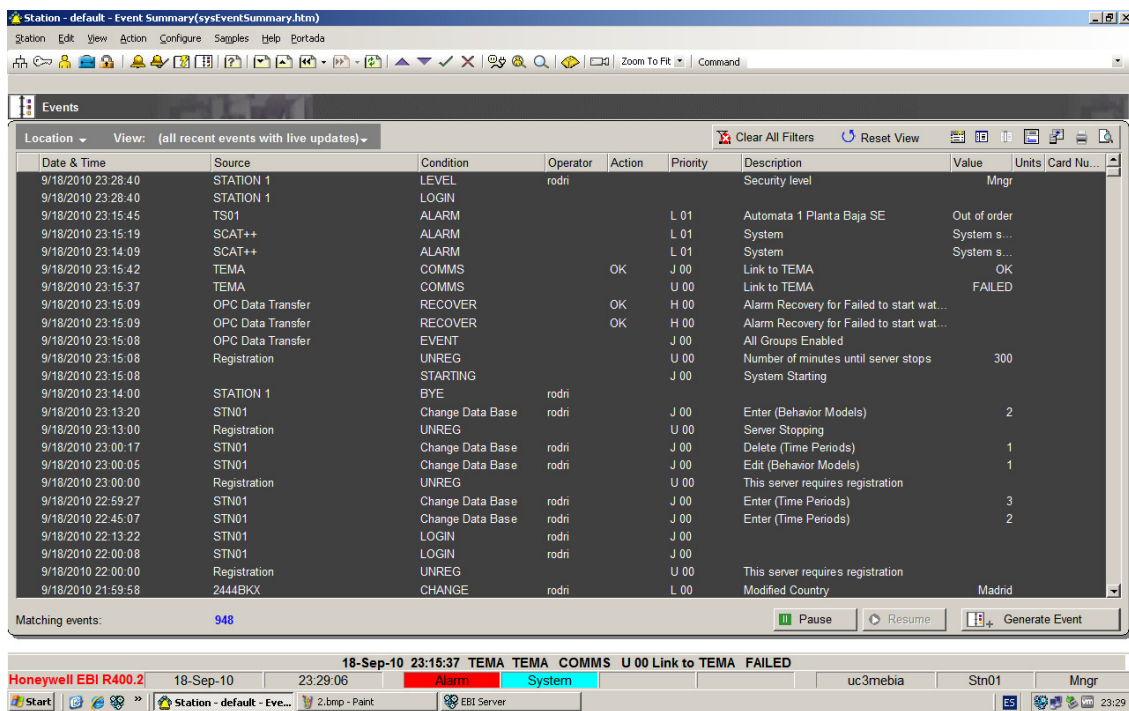 Station - default - Event Summary(sysEventSummary.htm)
Station Edit View Action Configure Samples Help Portada
Zoom To Fit Command
Events
Location View: (all recent events with live updates) Clear All Filters Reset View
Date & Time Source Condition Operator Action Priority Description Value Units Card Nu...
9/18/2010 23:28:40 STATION 1 LEVEL rodri Security level Mngr
9/18/2010 23:28:40 STATION 1 LOGIN
9/18/2010 23:15:45 TS01 ALARM L 01 Automata 1 Planta Baja SE Out of order
9/18/2010 23:15:19 SCAT++ ALARM L 01 System System s...
9/18/2010 23:14:09 SCAT++ ALARM L 01 System System s...
9/18/2010 23:15:42 TEMA COMMS OK J 00 Link to TEMA OK
9/18/2010 23:15:37 TEMA COMMS U 00 Link to TEMA FAILED
9/18/2010 23:15:09 OPC Data Transfer RECOVER OK H 00 Alarm Recovery for Failed to start wat...
9/18/2010 23:15:09 OPC Data Transfer RECOVER OK H 00 Alarm Recovery for Failed to start wat...
9/18/2010 23:15:08 OPC Data Transfer EVENT J 00 All Groups Enabled
9/18/2010 23:15:08 Registration UNREG U 00 Number of minutes until server stops 300
9/18/2010 23:15:08 STARTING J 00 System Starting
9/18/2010 23:14:00 STATION 1 BYE rodri
9/18/2010 23:13:20 STN01 Change Data Base rodri J 00 Enter (Behavior Models) 2
9/18/2010 23:13:00 Registration UNREG U 00 Server Stopping
9/18/2010 23:00:17 STN01 Change Data Base rodri J 00 Delete (Time Periods) 1
9/18/2010 23:00:05 STN01 Change Data Base rodri J 00 Edit (Behavior Models) 1
9/18/2010 23:00:00 Registration UNREG U 00 This server requires registration
9/18/2010 22:59:27 STN01 Change Data Base rodri J 00 Enter (Time Periods) 3
9/18/2010 22:45:07 STN01 Change Data Base rodri J 00 Enter (Time Periods) 2
9/18/2010 22:13:22 STN01 LOGIN rodri J 00
9/18/2010 22:00:08 STN01 LOGIN rodri J 00
9/18/2010 22:00:00 Registration UNREG U 00 This server requires registration
9/18/2010 21:59:58 2444BKX CHANGE rodri L 00 Modified Country Madrid
Matching events: 948 Pause Resume Generate Event
18-Sep-10 23:15:37 TEMA TEMA COMMS U 00 Link to TEMA FAILED
Honeywell EBI R400.2 18-Sep-10 23:29:06 Alarm System uc3mebia Stn01 Mngr
Start » Station - default - Eve... 2.bmp - Paint EBI Server ES 23:29